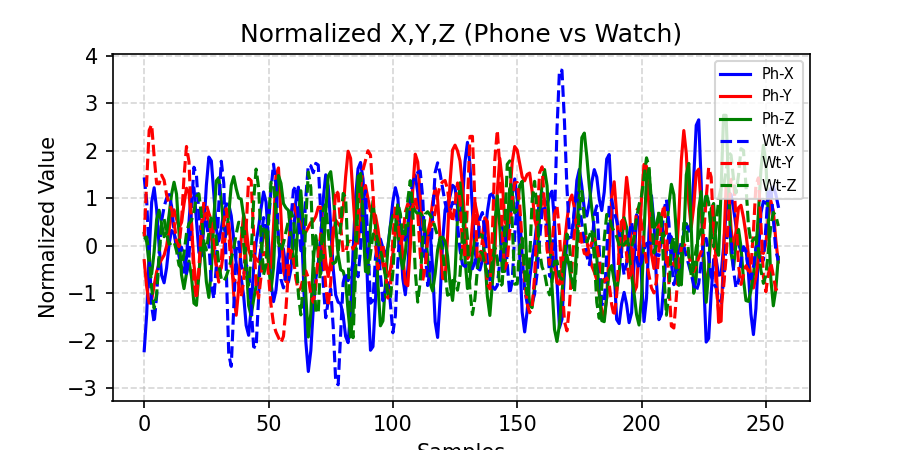 Normalized X,Y,Z (Phone vs Watch)
Normalized Value
4
3
2
1
0
−1
−2
−3
0
50
100
150
200
250
Samples
Ph-X
Ph-Y
Ph-Z
Wt-X
Wt-Y
Wt-Z